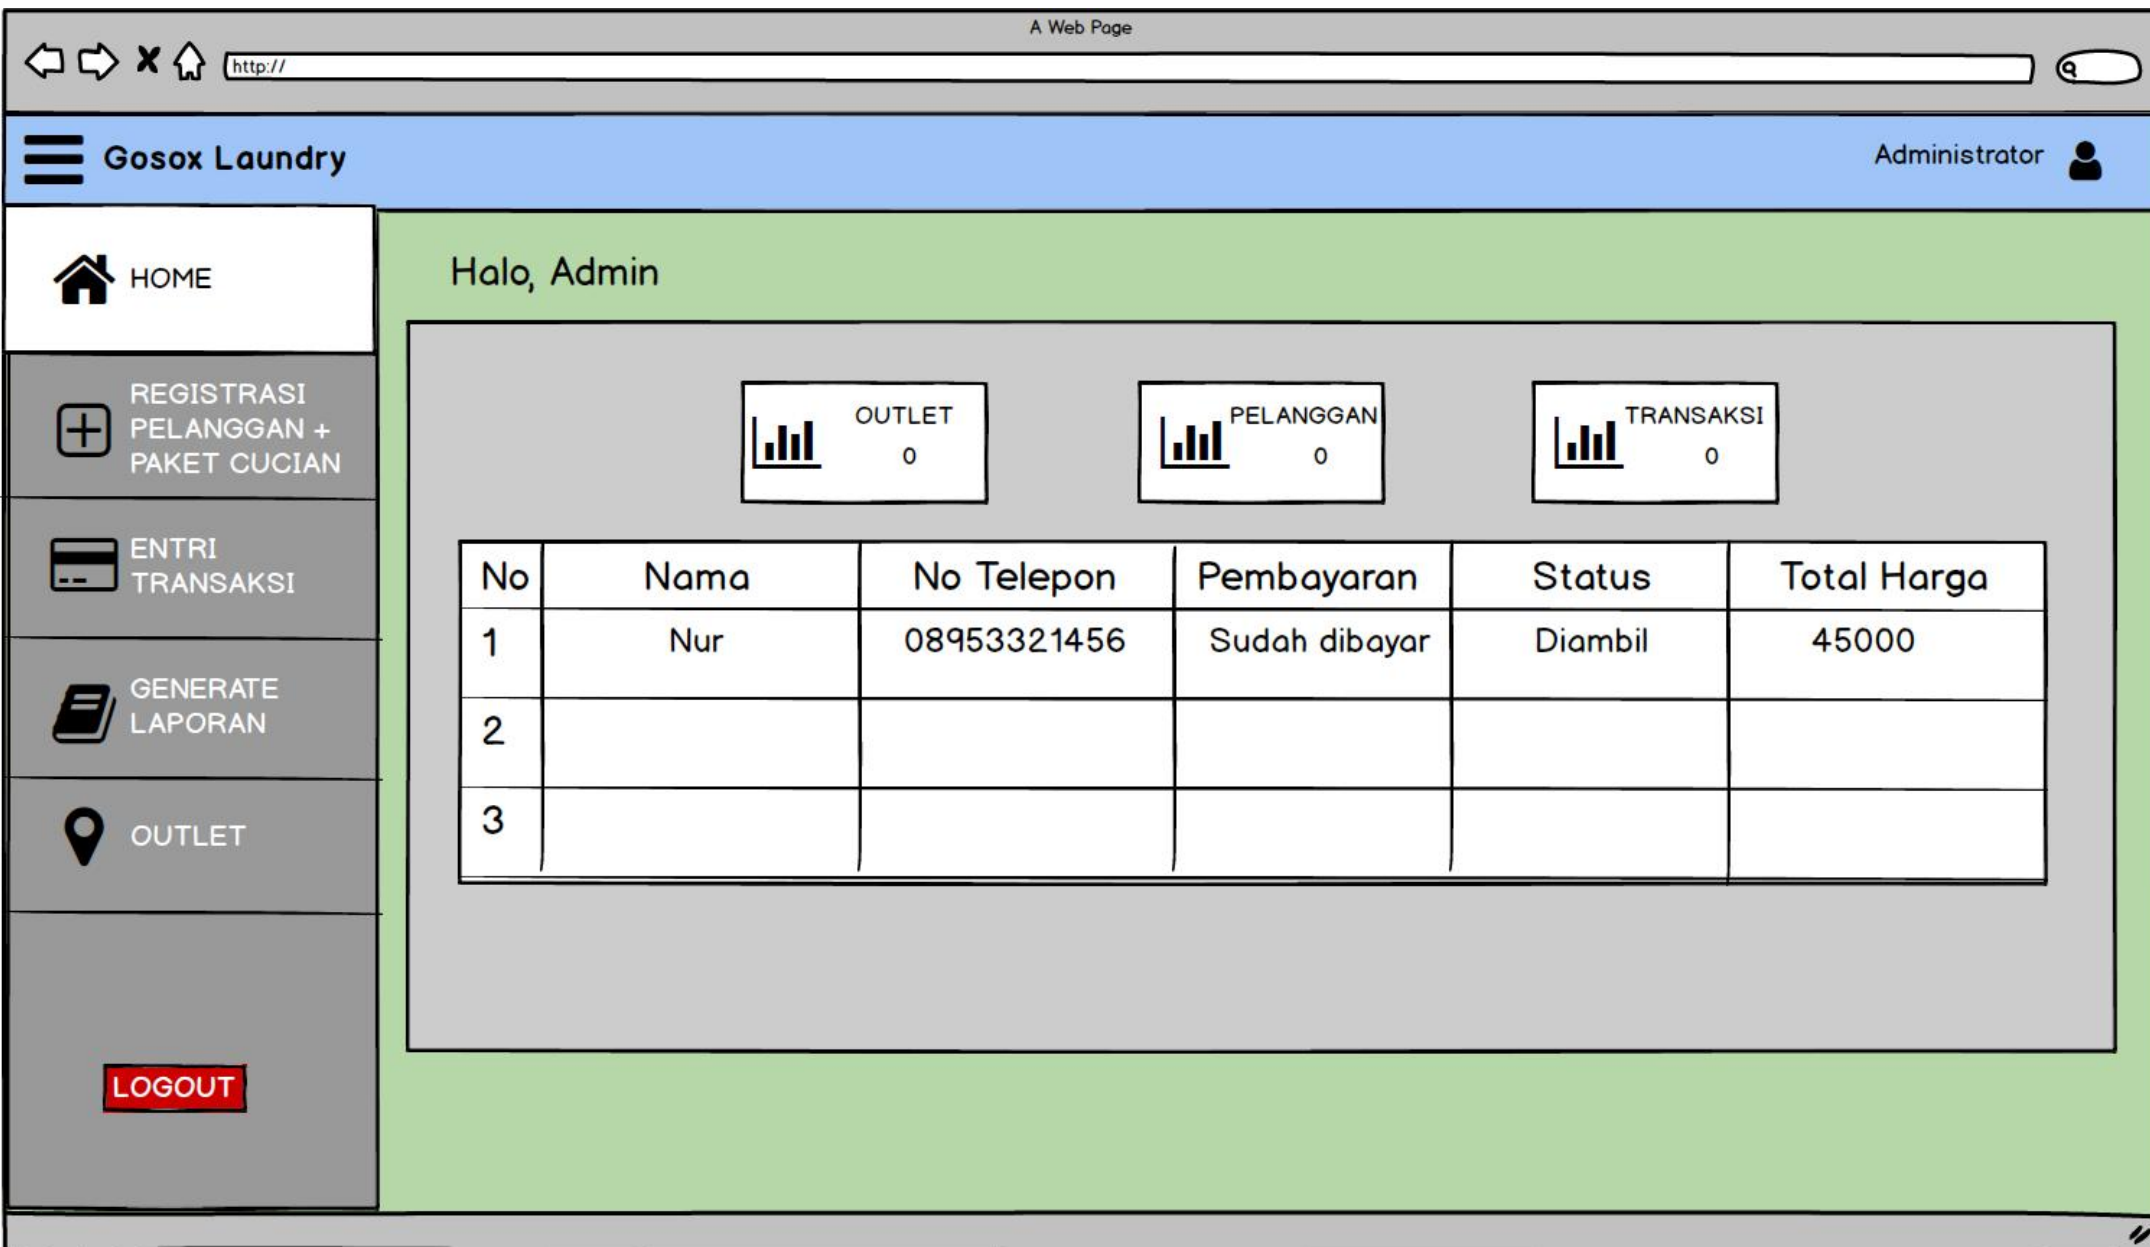 A Web Page
http://
Gosox Laundry
Administrator
HOME
REGISTRASI
PELANGGAN +
PAKET CUCIAN
ENTRI
TRANSAKSI
GENERATE
LAPORAN
OUTLET
LOGOUT
Halo, Admin
OUTLET
0
PELANGGAN
0
TRANSAKSI
0
No Nama No Telepon Pembayaran Status Total Harga
1 Nur 08953321456 Sudah dibayar Diambil 45000
2
3